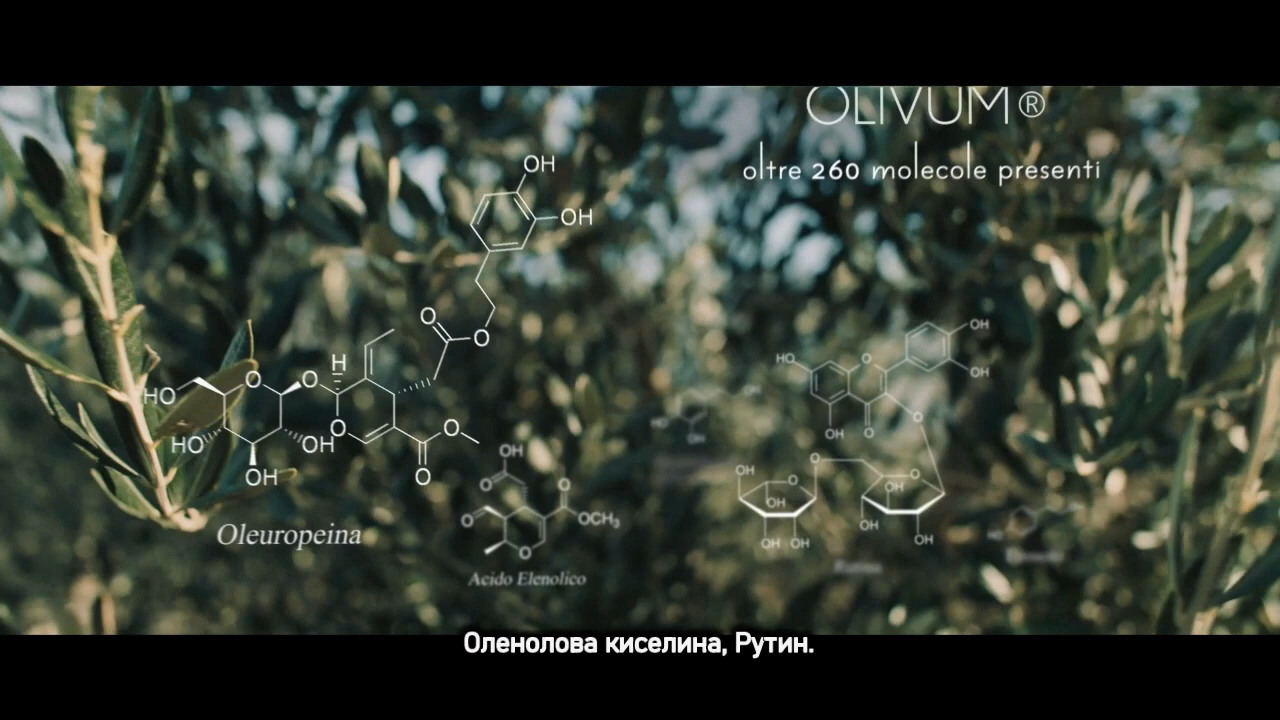 OLIVUM®
oltre 260 molecole presenti
OH
OH
O
O
H
HO
O
O
HO
OH
O
O
O
OH
Oleuropeina
OH
O
O
O
OCH₃
O
Acido Elenolico
OH
HO
O
OH
OH
O
O
OH
O
O
O
OH
OH
OH
OH
OH
OH
Rutina
Оленолова киселина, Рутин.